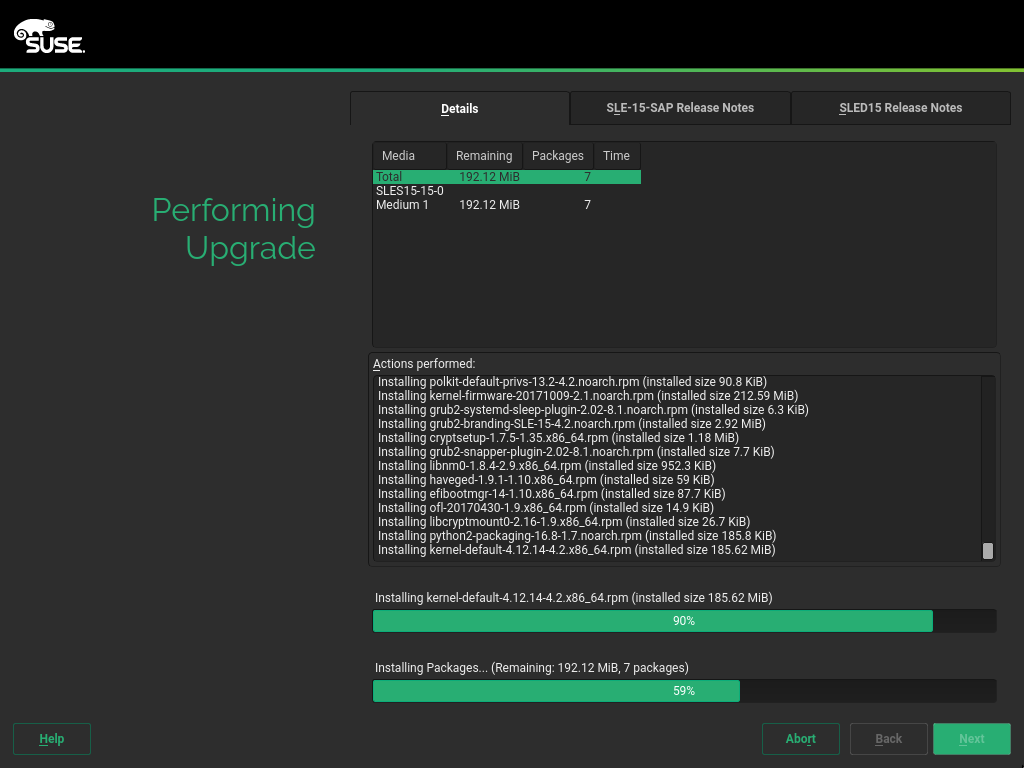 SUSE.
Details
SLE-15-SAP Release Notes
SLED15 Release Notes
Performing
Upgrade
Media Remaining Packages Time
Total 192.12 MiB 7
SLES15-15-0
Medium 1 192.12 MiB 7
Actions performed:
Installing polkit-default-privs-13.2-4.2.noarch.rpm (installed size 90.8 KiB)
Installing kernel-firmware-20171009-2.1.noarch.rpm (installed size 212.59 MiB)
Installing grub2-systemd-sleep-plugin-2.02-8.1.noarch.rpm (installed size 6.3 KiB)
Installing grub2-branding-SLE-15-4.2.noarch.rpm (installed size 2.92 MiB)
Installing cryptsetup-1.7.5-1.35.x86_64.rpm (installed size 1.18 MiB)
Installing grub2-snapper-plugin-2.02-8.1.noarch.rpm (installed size 7.7 KiB)
Installing libnm0-1.8.4-2.9.x86_64.rpm (installed size 952.3 KiB)
Installing haveged-1.9.1-1.10.x86_64.rpm (installed size 59 KiB)
Installing efibootmgr-14-1.10.x86_64.rpm (installed size 87.7 KiB)
Installing ofl-20170430-1.9.x86_64.rpm (installed size 14.9 KiB)
Installing libcryptmount0-2.16-1.9.x86_64.rpm (installed size 26.7 KiB)
Installing python2-packaging-16.8-1.7.noarch.rpm (installed size 185.8 KiB)
Installing kernel-default-4.12.14-4.2.x86_64.rpm (installed size 185.62 MiB)
Installing kernel-default-4.12.14-4.2.x86_64.rpm (installed size 185.62 MiB)
90%
Installing Packages... (Remaining: 192.12 MiB, 7 packages)
59%
Help
Abort
Back
Next